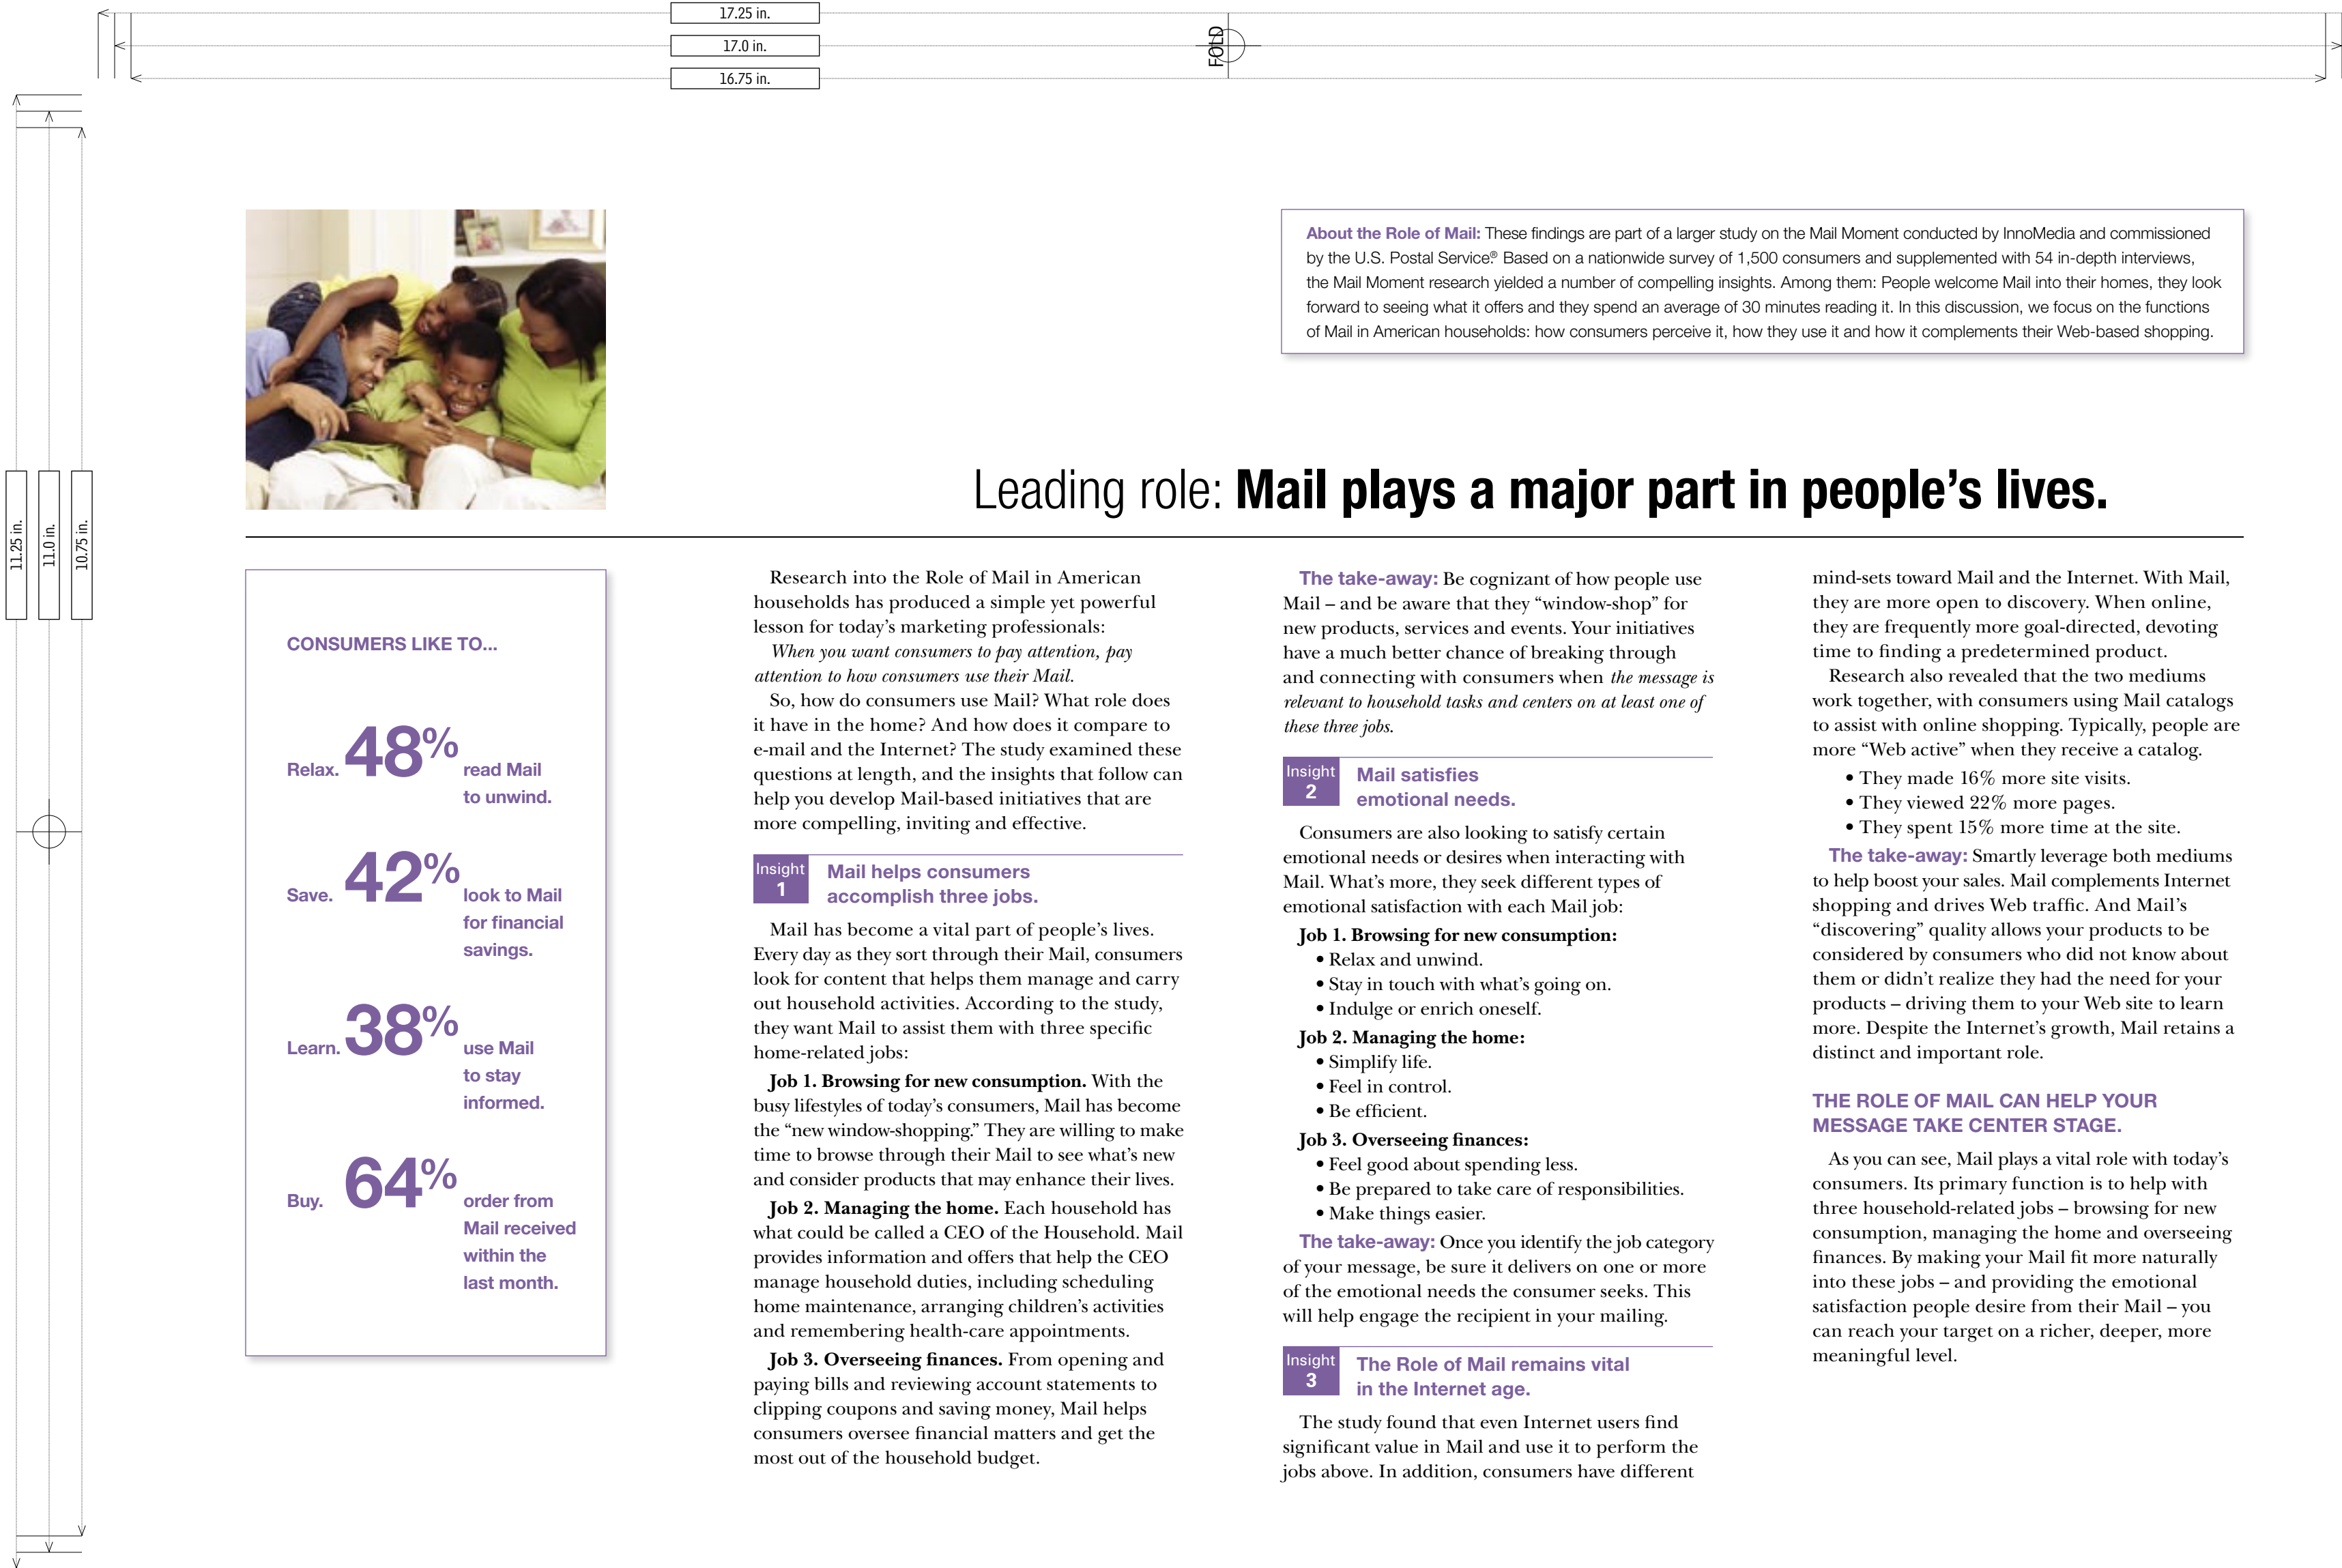 17.25 in.
17.0 in.
16.75 in.
FOLD
11.25 in.
11.0 in.
10.75 in.
About the Role of Mail: These findings are part of a larger study on the Mail Moment conducted by InnoMedia and commissioned
by the U.S. Postal Service.® Based on a nationwide survey of 1,500 consumers and supplemented with 54 in-depth interviews,
the Mail Moment research yielded a number of compelling insights. Among them: People welcome Mail into their homes, they look
forward to seeing what it offers and they spend an average of 30 minutes reading it. In this discussion, we focus on the functions
of Mail in American households: how consumers perceive it, how they use it and how it complements their Web-based shopping.
Leading role: Mail plays a major part in people’s lives.
CONSUMERS LIKE TO...
Relax. 48% read Mail
to unwind.
Save. 42% look to Mail
for financial
savings.
Learn. 38% use Mail
to stay
informed.
Buy. 64% order from
Mail received
within the
last month.
Research into the Role of Mail in American
households has produced a simple yet powerful
lesson for today’s marketing professionals:
When you want consumers to pay attention, pay
attention to how consumers use their Mail.
So, how do consumers use Mail? What role does
it have in the home? And how does it compare to
e-mail and the Internet? The study examined these
questions at length, and the insights that follow can
help you develop Mail-based initiatives that are
more compelling, inviting and effective.
Insight
1
Mail helps consumers
accomplish three jobs.
Mail has become a vital part of people’s lives.
Every day as they sort through their Mail, consumers
look for content that helps them manage and carry
out household activities. According to the study,
they want Mail to assist them with three specific
home-related jobs:
Job 1. Browsing for new consumption. With the
busy lifestyles of today’s consumers, Mail has become
the “new window-shopping.” They are willing to make
time to browse through their Mail to see what’s new
and consider products that may enhance their lives.
Job 2. Managing the home. Each household has
what could be called a CEO of the Household. Mail
provides information and offers that help the CEO
manage household duties, including scheduling
home maintenance, arranging children’s activities
and remembering health-care appointments.
Job 3. Overseeing finances. From opening and
paying bills and reviewing account statements to
clipping coupons and saving money, Mail helps
consumers oversee financial matters and get the
most out of the household budget.
The take-away: Be cognizant of how people use
Mail – and be aware that they “window-shop” for
new products, services and events. Your initiatives
have a much better chance of breaking through
and connecting with consumers when the message is
relevant to household tasks and centers on at least one of
these three jobs.
Insight
2
Mail satisfies
emotional needs.
Consumers are also looking to satisfy certain
emotional needs or desires when interacting with
Mail. What’s more, they seek different types of
emotional satisfaction with each Mail job:
Job 1. Browsing for new consumption:
• Relax and unwind.
• Stay in touch with what’s going on.
• Indulge or enrich oneself.
Job 2. Managing the home:
• Simplify life.
• Feel in control.
• Be efficient.
Job 3. Overseeing finances:
• Feel good about spending less.
• Be prepared to take care of responsibilities.
• Make things easier.
The take-away: Once you identify the job category
of your message, be sure it delivers on one or more
of the emotional needs the consumer seeks. This
will help engage the recipient in your mailing.
Insight
3
The Role of Mail remains vital
in the Internet age.
The study found that even Internet users find
significant value in Mail and use it to perform the
jobs above. In addition, consumers have different
mind-sets toward Mail and the Internet. With Mail,
they are more open to discovery. When online,
they are frequently more goal-directed, devoting
time to finding a predetermined product.
Research also revealed that the two mediums
work together, with consumers using Mail catalogs
to assist with online shopping. Typically, people are
more “Web active” when they receive a catalog.
• They made 16% more site visits.
• They viewed 22% more pages.
• They spent 15% more time at the site.
The take-away: Smartly leverage both mediums
to help boost your sales. Mail complements Internet
shopping and drives Web traffic. And Mail’s
“discovering” quality allows your products to be
considered by consumers who did not know about
them or didn’t realize they had the need for your
products – driving them to your Web site to learn
more. Despite the Internet’s growth, Mail retains a
distinct and important role.
THE ROLE OF MAIL CAN HELP YOUR
MESSAGE TAKE CENTER STAGE.
As you can see, Mail plays a vital role with today’s
consumers. Its primary function is to help with
three household-related jobs – browsing for new
consumption, managing the home and overseeing
finances. By making your Mail fit more naturally
into these jobs – and providing the emotional
satisfaction people desire from their Mail – you
can reach your target on a richer, deeper, more
meaningful level.